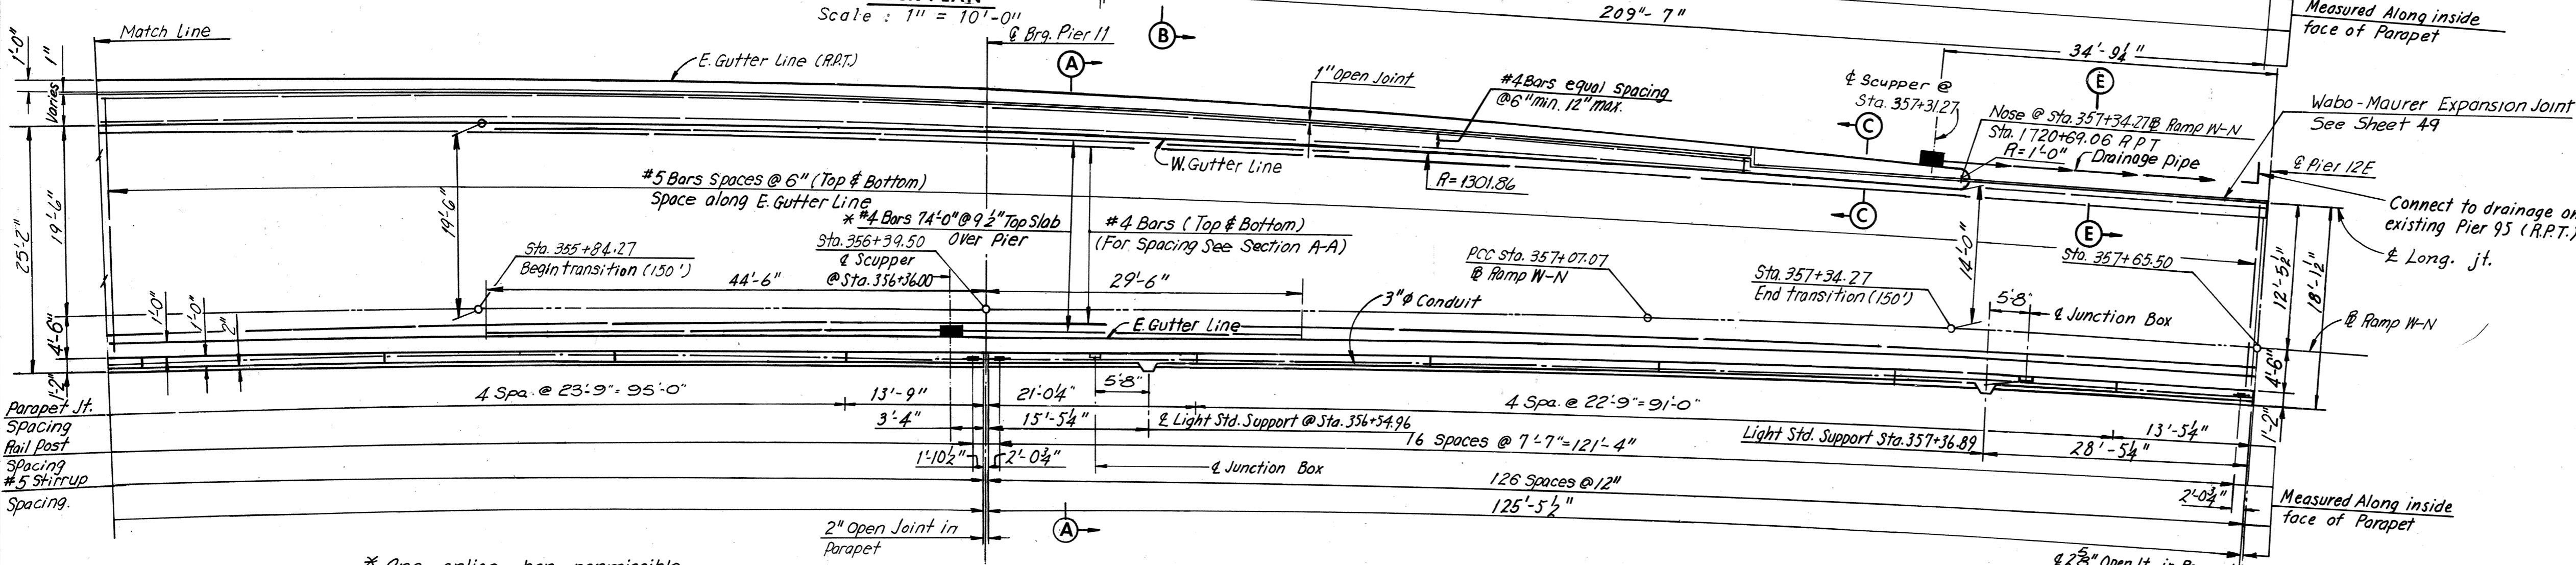 Scale : 1" = 10'-0"
209"- 7"
Measured Along inside
face of Parapet
Match Line
1'-0"
1"
Varies
℄ Brg. Pier 11
B
A
E. Gutter Line (R.P.T.)
1" Open Joint
#4 Bars equal spacing
@6" min. 12" max.
℄ Scupper @
Sta. 357+31.27
34'-9¼"
E
C
Nose @ Sta. 357+34.27 ℄ Ramp W-N
Sta. 1720+69.06 R P T
R=1'-0"
Drainage Pipe
Wabo-Maurer Expansion Joint
See Sheet 49
℄ Pier 12E
Connect to drainage on
existing Pier 95 (R.P.T.)
℄ Long. jt.
W. Gutter Line
R=1301.86
C
E
25'-2"
19'-6"
19'-6"
#5 Bars Spaces @ 6" (Top & Bottom)
Space along E. Gutter Line
* #4 Bars 74'-0" @ 9½" Top Slab
Over Pier
#4 Bars (Top & Bottom)
(For Spacing See Section A-A)
Sta. 355+84.27
Begin transition (150')
Sta. 356+39.50
℄ Scupper
@ Sta. 356+36.00
44'-6"
29'-6"
PCC Sta. 357+07.07
℄ Ramp W-N
Sta. 357+34.27
End transition (150')
14'-0"
Sta. 357+65.50
12'-5½"
18'-1½"
5'-8"
℄ Junction Box
℄ Ramp W-N
3"φ Conduit
E. Gutter Line
4'-6"
1'-0"
1'-0"
2"
1'-2"
4'-6"
1'-2"
Parapet Jt.
Spacing
4 Spa. @ 23'-9" = 95'-0"
13'-9"
21'-0¼"
5'-8"
4 Spa. @ 22'-9" = 91'-0"
13'-5¼"
3'-4"
15'-5¼"
℄ Light Std. Support @ Sta. 356+54.96
Light Std. Support Sta. 357+36.89
28'-5¼"
Rail Post
Spacing
1'-10½"
2'-0¾"
16 Spaces @ 7'-7" = 121'-4"
2'-0¾"
℄ Junction Box
#5 Stirrup
Spacing.
126 Spaces @ 12"
125'-5½"
Measured Along inside
face of Parapet
2" Open Joint in
Parapet
A
* One splice per permissible
℄ 2⅝" Open Jt. in